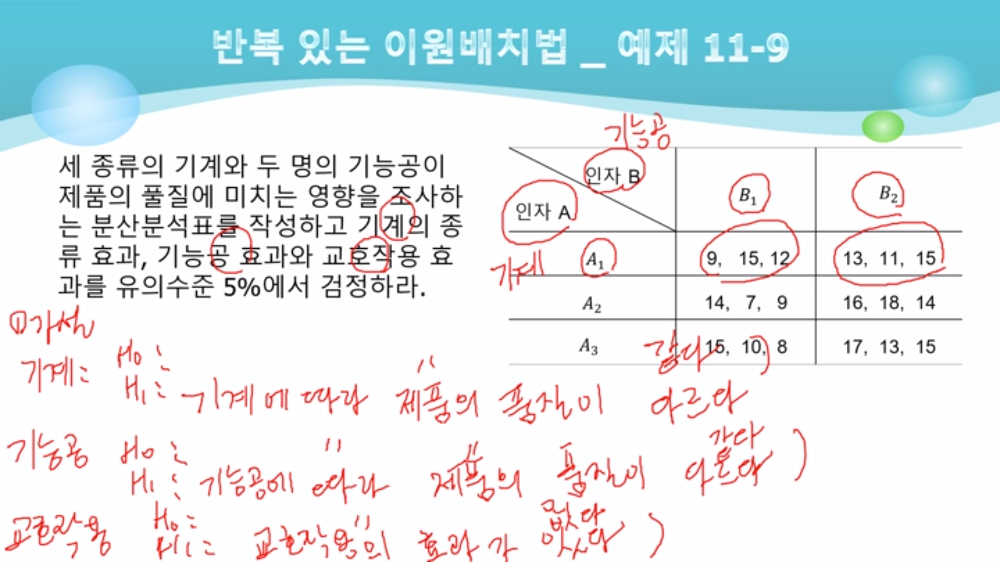 반복 있는 이원배치법 _ 예제 11-9
세 종류의 기계와 두 명의 기능공이
제품의 품질에 미치는 영향을 조사하
는 분산분석표를 작성하고 기계의 종
류 효과, 기능공 효과와 교호작용 효
과를 유의수준 5%에서 검정하라.
기능공
인자 B
인자 A
B₁ B₂
기계 A₁ 9, 15, 12 13, 11, 15
A₂ 14, 7, 9 16, 18, 14
A₃ 15, 10, 8 17, 13, 15
①가설
기계: H₀: " 같다)
H₁: 기계에 따라 제품의 품질이 다르다
기능공 H₀: " " 같다
H₁: 기능공에 따라 제품의 품질이 다르다)
교호작용 H₀: " 없다
H₁: 교호작용의 효과가 있다)